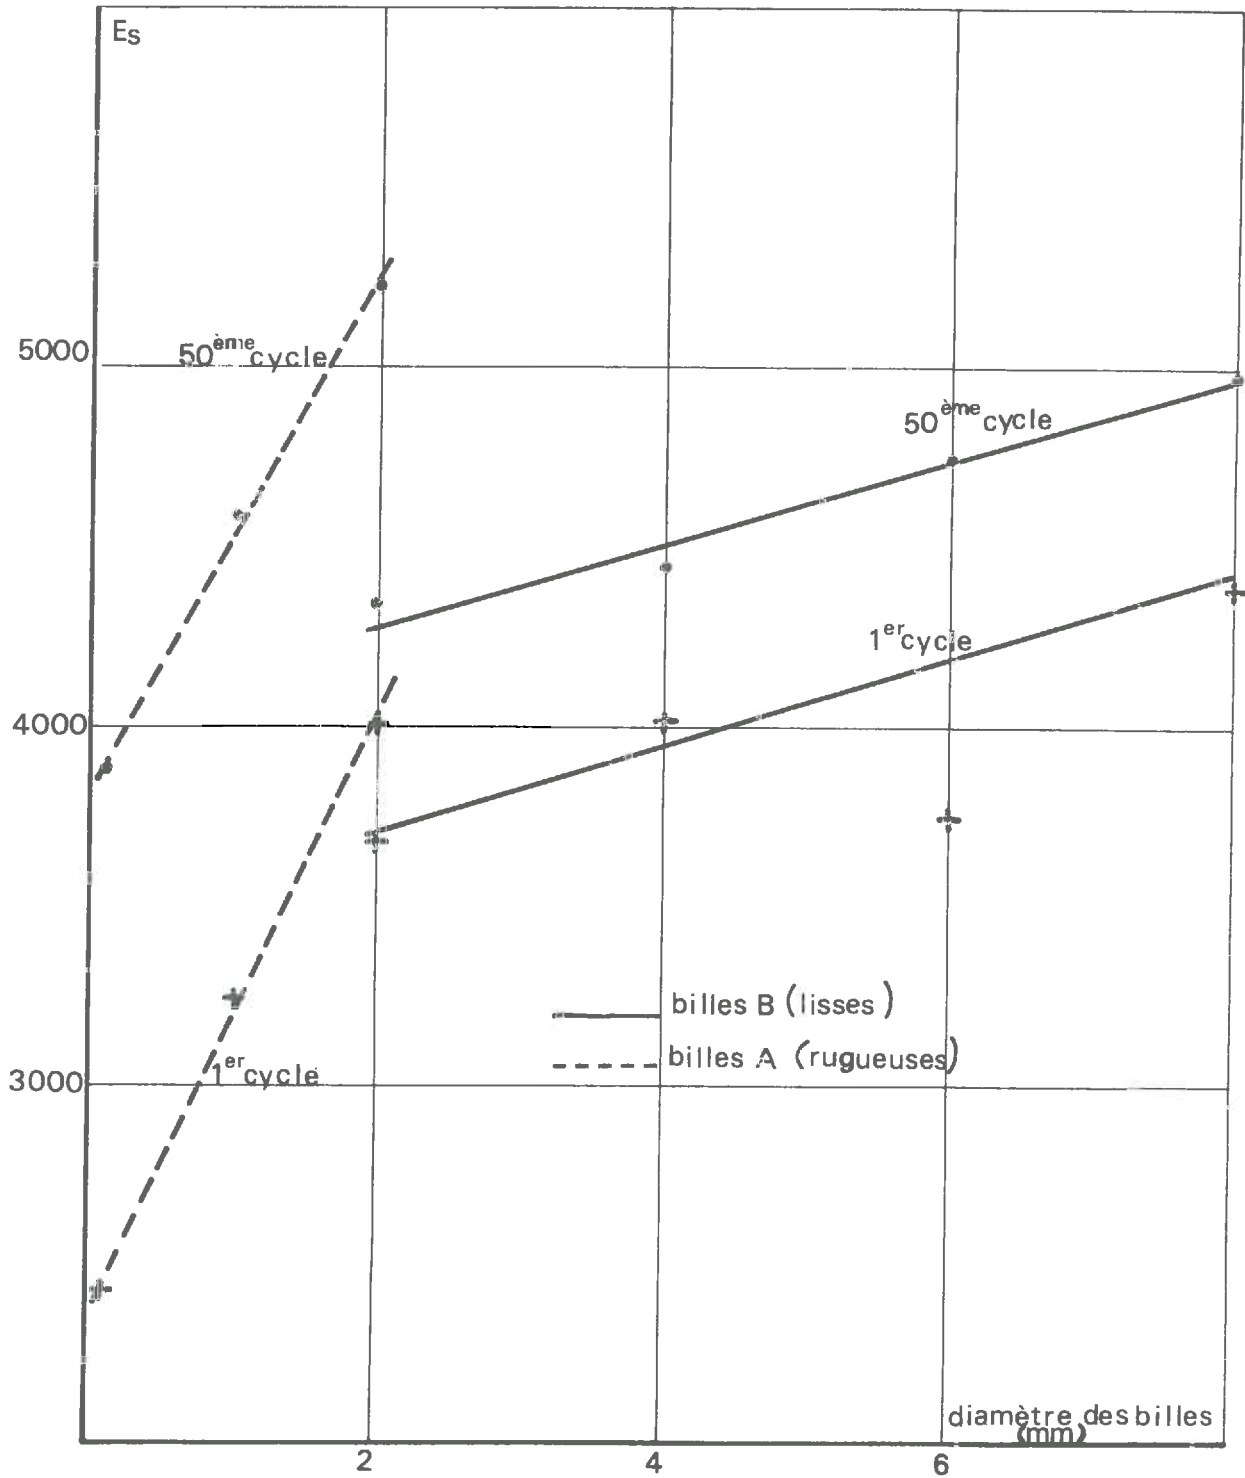 Es
5000
50ème cycle
50ème cycle
1er cycle
4000
billes B (lisses)
billes A (rugueuses)
3000
1er cycle
diamètre des billes
(mm)
2
4
6